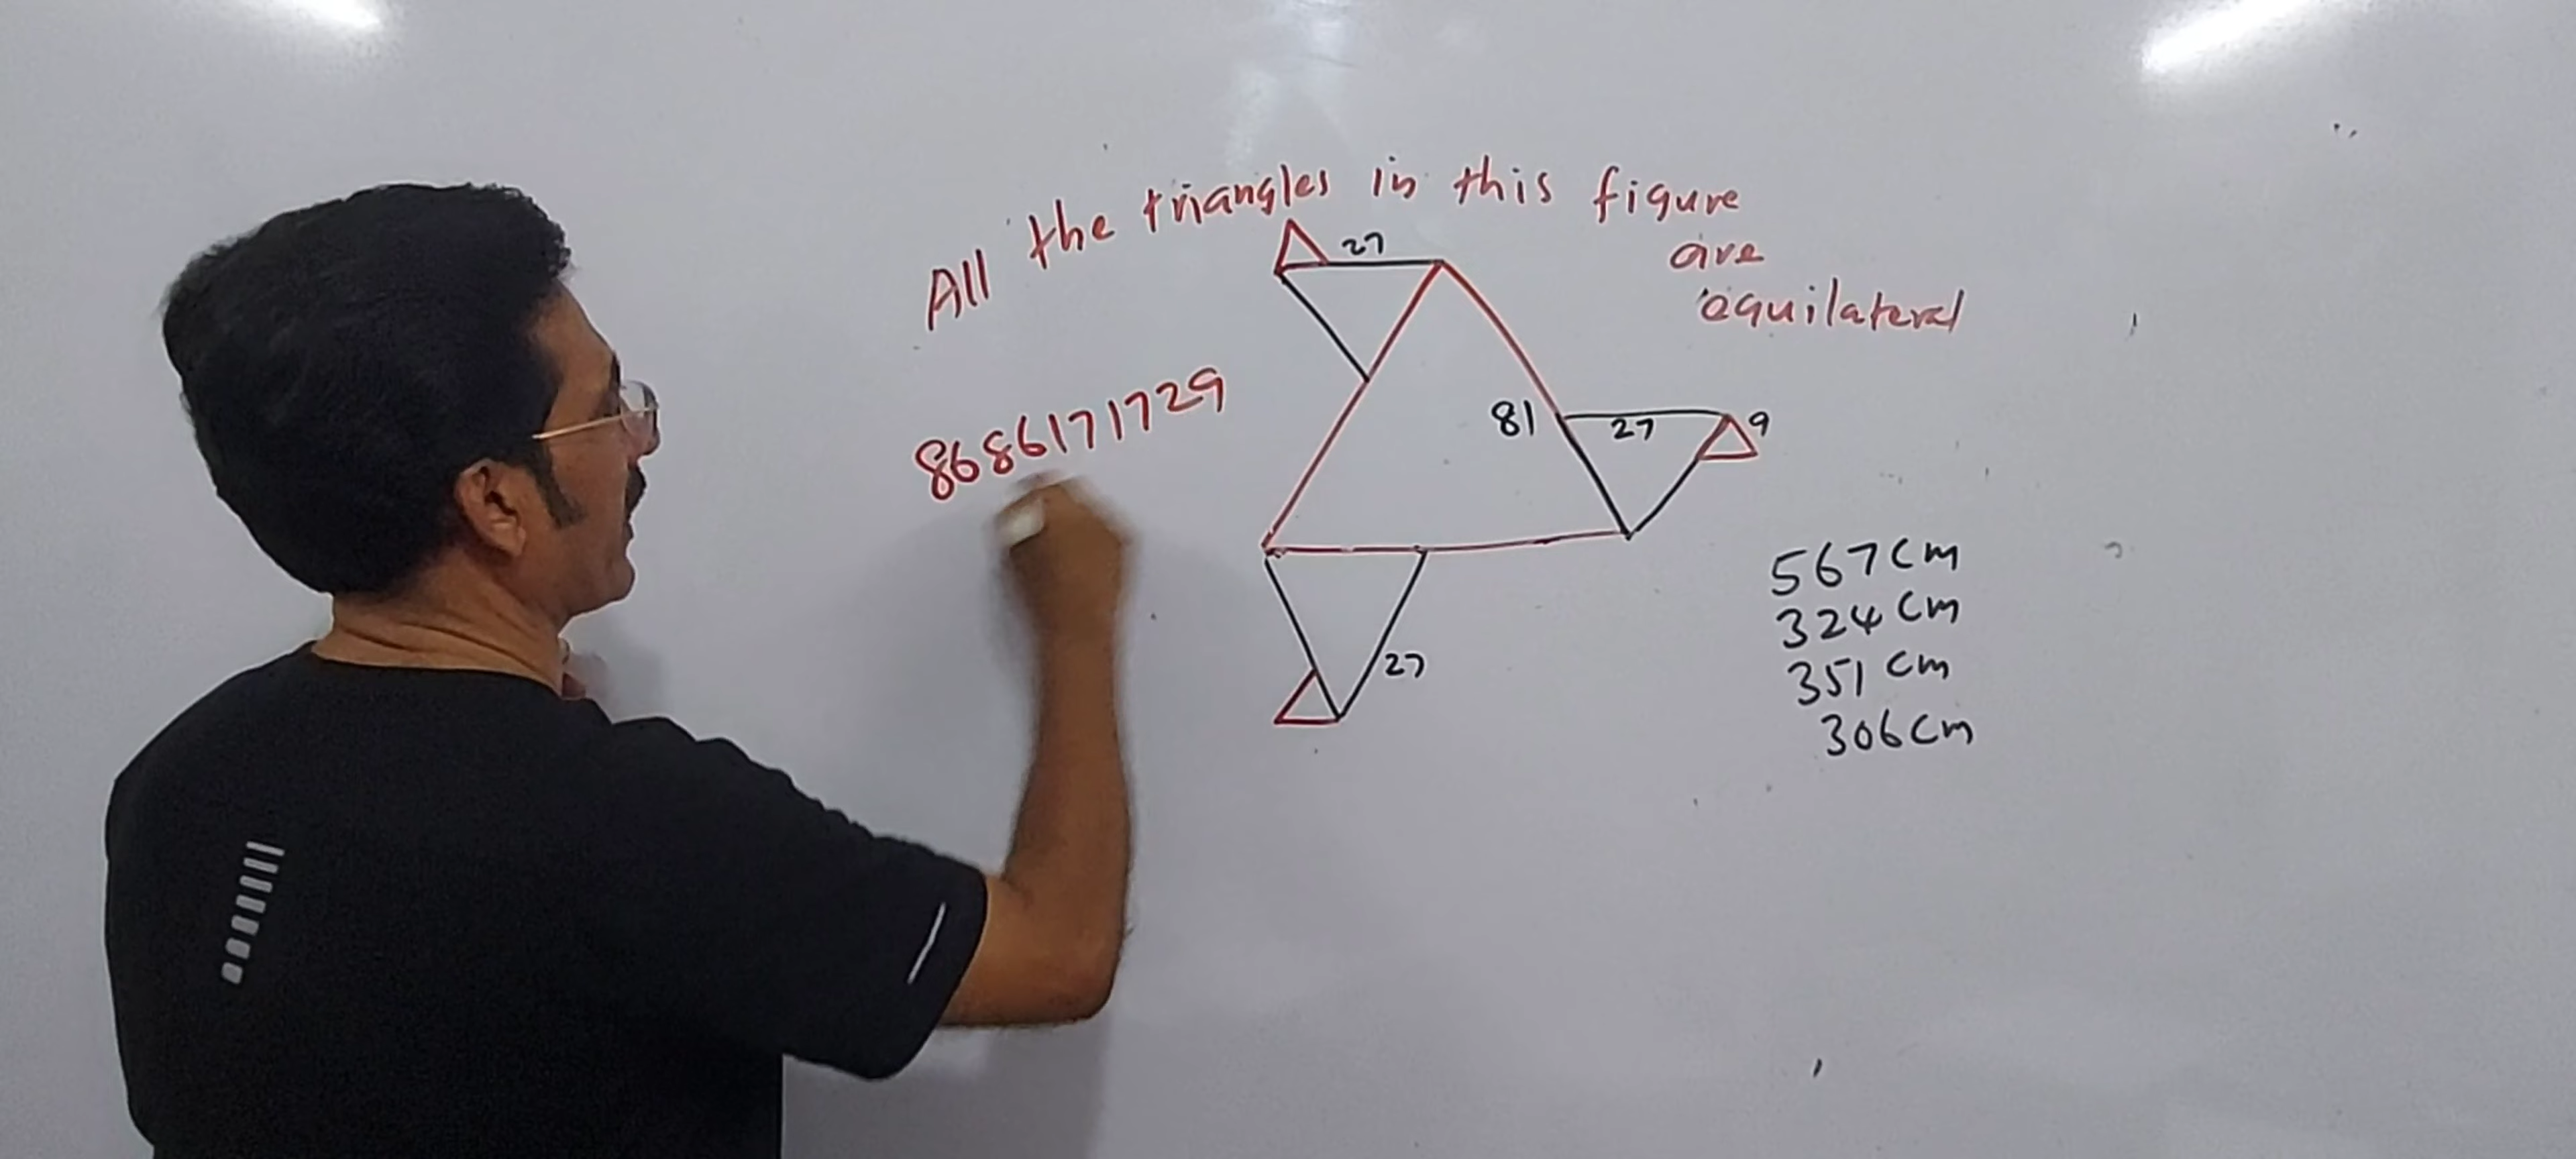 All the triangles in this figure
are
equilateral
27
8686171729
81
27
9
27
567cm
324cm
351cm
306cm